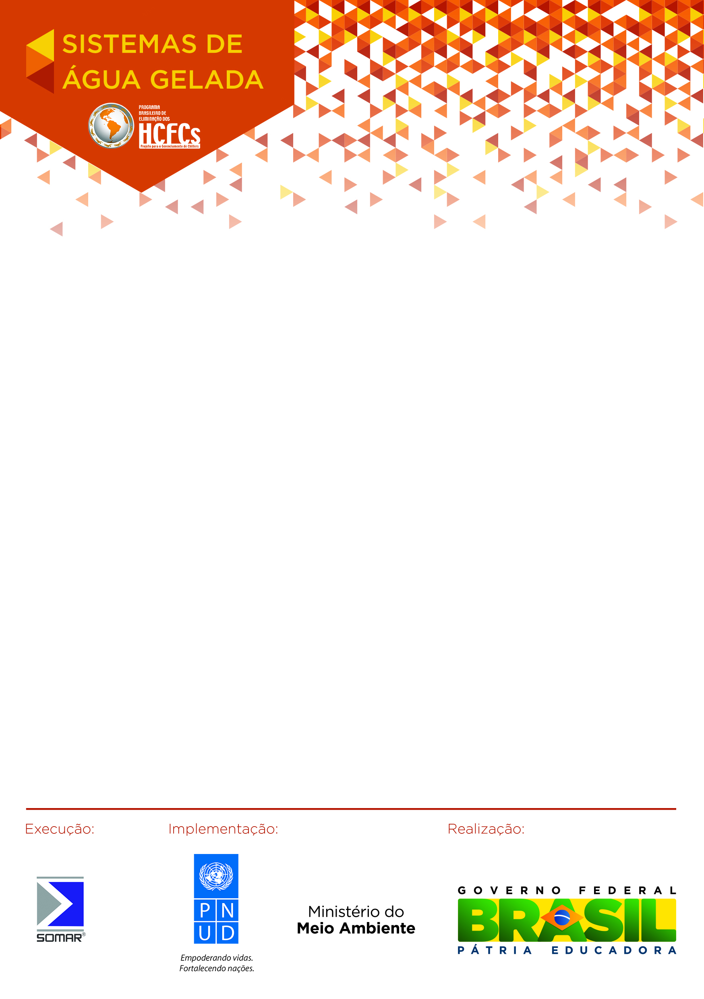 SISTEMAS DE
ÁGUA GELADA
PROGRAMA
BRASILEIRO DE
ELIMINAÇÃO DOS
HCFCs
Projeto para o Gerenciamento de Chillers
Execução:
Implementação:
Realização:
SOMAR®
P N
U D
Empoderando vidas.
Fortalecendo nações.
Ministério do
Meio Ambiente
GOVERNO FEDERAL
BRASIL
PÁTRIA EDUCADORA